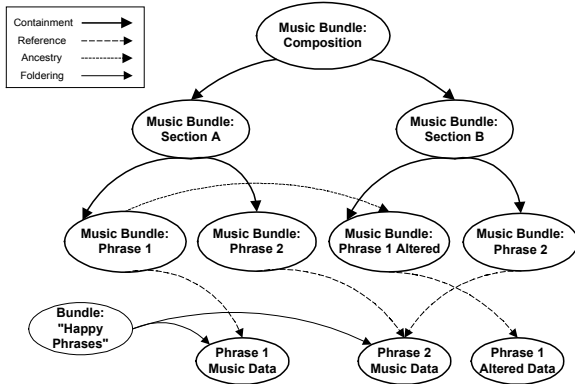 Containment
Reference
Ancestry
Foldering
Music Bundle:
Composition
Music Bundle:
Section A
Music Bundle:
Section B
Music Bundle:
Phrase 1
Music Bundle:
Phrase 2
Music Bundle:
Phrase 1 Altered
Music Bundle:
Phrase 2
Bundle:
"Happy
Phrases"
Phrase 1
Music Data
Phrase 2
Music Data
Phrase 1
Altered Data